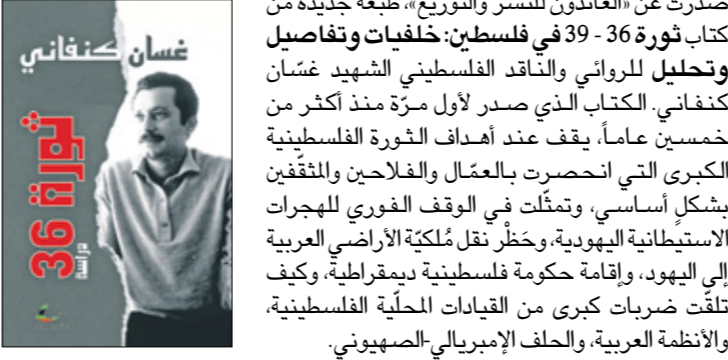 صدرت عن «العائدون للنشر والتوزيع»، طبعة جديدة من
كتاب ثورة 36 - 39 في فلسطين: خلفيات وتفاصيل
وتحليل للروائي والناقد الفلسطيني الشهيد غسّان
كنفاني. الكتاب الذي صدر لأول مرّة منذ أكثر من
خمسين عاماً، يقف عند أهداف الثورة الفلسطينية
الكبرى التي انحصرت بالعمّال والفلاحين والمثقّفين
بشكلٍ أساسي، وتمثّلت في الوقف الفوري للهجرات
الاستيطانية اليهودية، وحَظْر نقل مُلكيّة الأراضي العربية
إلى اليهود، وإقامة حكومة فلسطينية ديمقراطية، وكيف
تلقّت ضربات كبرى من القيادات المحلّية الفلسطينية،
والأنظمة العربية، والحلف الإمبريالي-الصهيوني.
غسان كنفاني
ثورة 36
دراسة